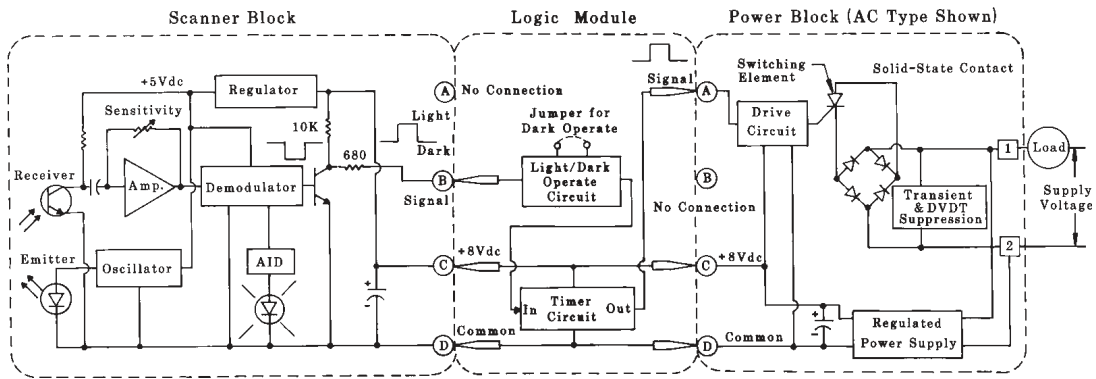 Scanner Block
Logic Module
Power Block (AC Type Shown)
+5Vdc
Regulator
Sensitivity
10K
Light
Dark
680
Receiver
Amp.
Demodulator
Signal
Emitter
Oscillator
AID
+
-
A
No Connection
B
C
D
Jumper for
Dark Operate
Light/Dark
Operate
Circuit
+8Vdc
In
Timer
Circuit
Out
Common
Signal
A
Switching
Element
Solid-State Contact
Drive
Circuit
B
No Connection
1
Load
Transient
& DVDT
Suppression
Supply
Voltage
2
C
+8Vdc
+
-
Regulated
Power Supply
D
Common